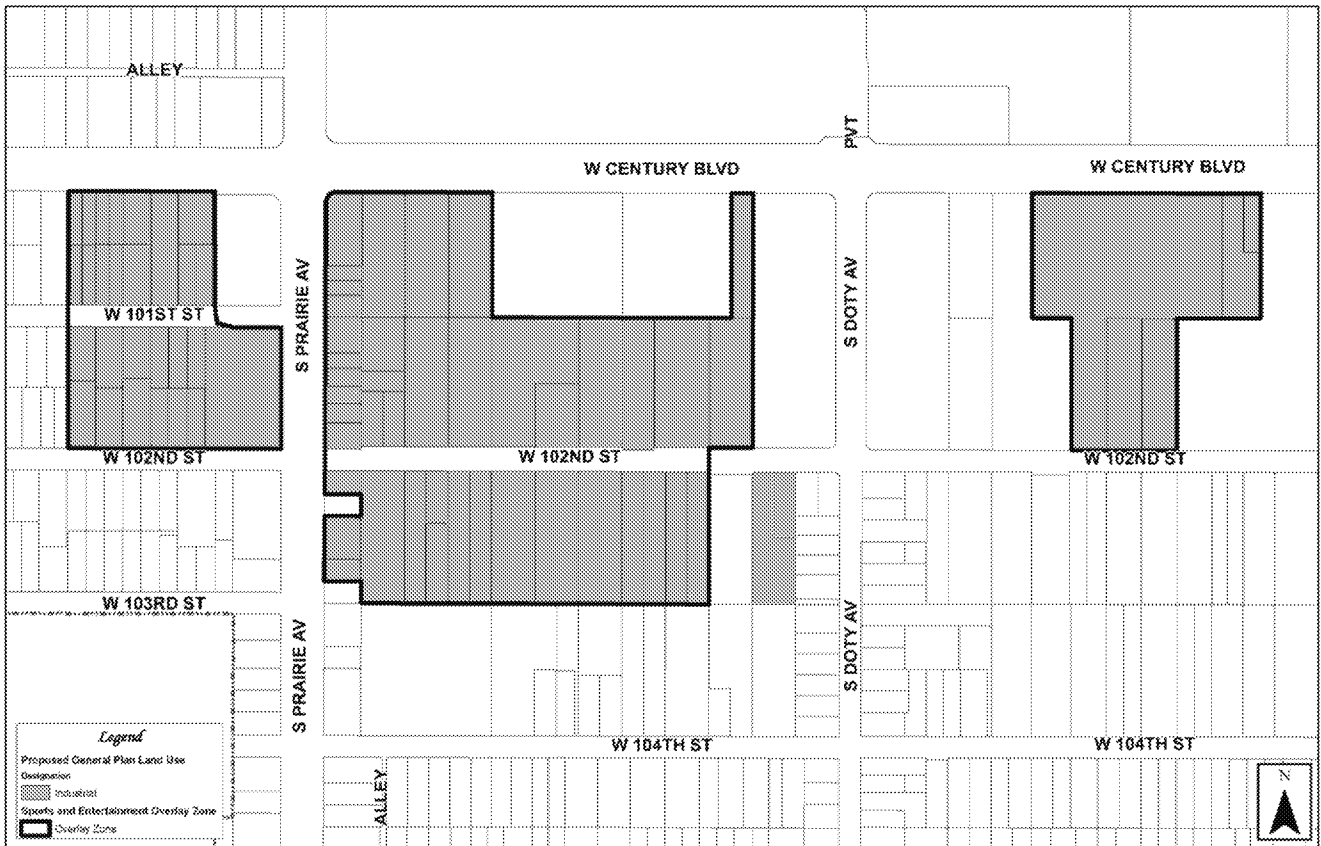 ALLEY
PVT
W CENTURY BLVD
W CENTURY BLVD
S PRAIRIE AV
W 101ST ST
S DOTY AV
W 102ND ST
W 102ND ST
W 102ND ST
W 103RD ST
S PRAIRIE AV
S DOTY AV
W 104TH ST
W 104TH ST
ALLEY
Legend
Proposed General Plan Land Use
Designation
Industrial
Sports and Entertainment Overlay Zone
Overlay Zone
N